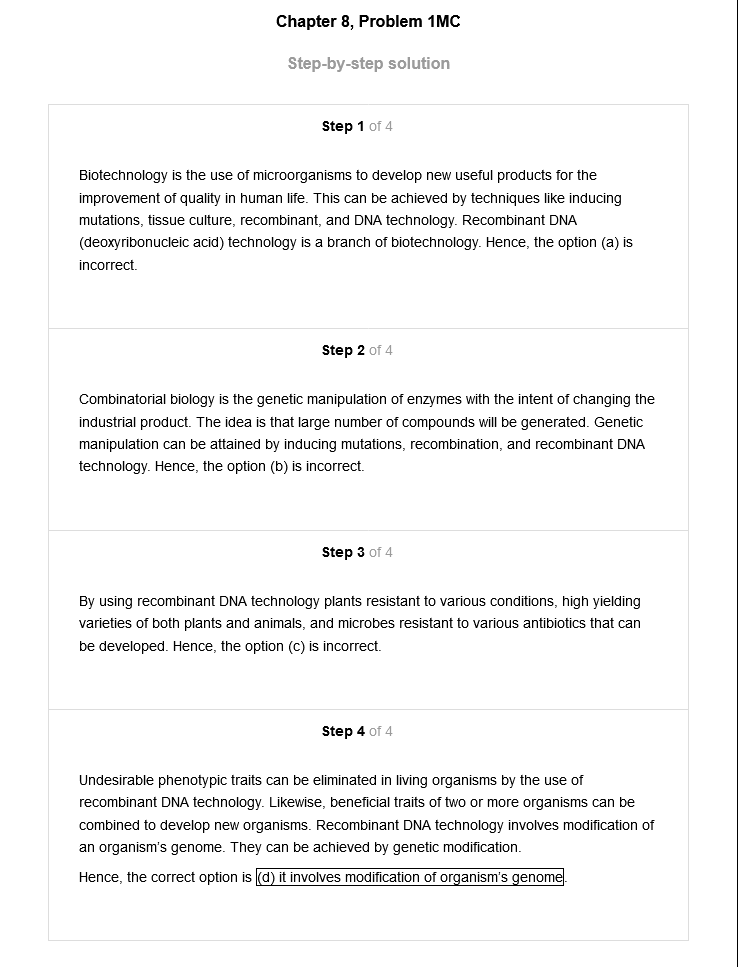 Chapter 8, Problem 1MC
Step-by-step solution
Step 1 of 4
Biotechnology is the use of microorganisms to develop new useful products for the
improvement of quality in human life. This can be achieved by techniques like inducing
mutations, tissue culture, recombinant, and DNA technology. Recombinant DNA
(deoxyribonucleic acid) technology is a branch of biotechnology. Hence, the option (a) is
incorrect.
Step 2 of 4
Combinatorial biology is the genetic manipulation of enzymes with the intent of changing the
industrial product. The idea is that large number of compounds will be generated. Genetic
manipulation can be attained by inducing mutations, recombination, and recombinant DNA
technology. Hence, the option (b) is incorrect.
Step 3 of 4
By using recombinant DNA technology plants resistant to various conditions, high yielding
varieties of both plants and animals, and microbes resistant to various antibiotics that can
be developed. Hence, the option (c) is incorrect.
Step 4 of 4
Undesirable phenotypic traits can be eliminated in living organisms by the use of
recombinant DNA technology. Likewise, beneficial traits of two or more organisms can be
combined to develop new organisms. Recombinant DNA technology involves modification of
an organism's genome. They can be achieved by genetic modification.
Hence, the correct option is (d) it involves modification of organism's genome.